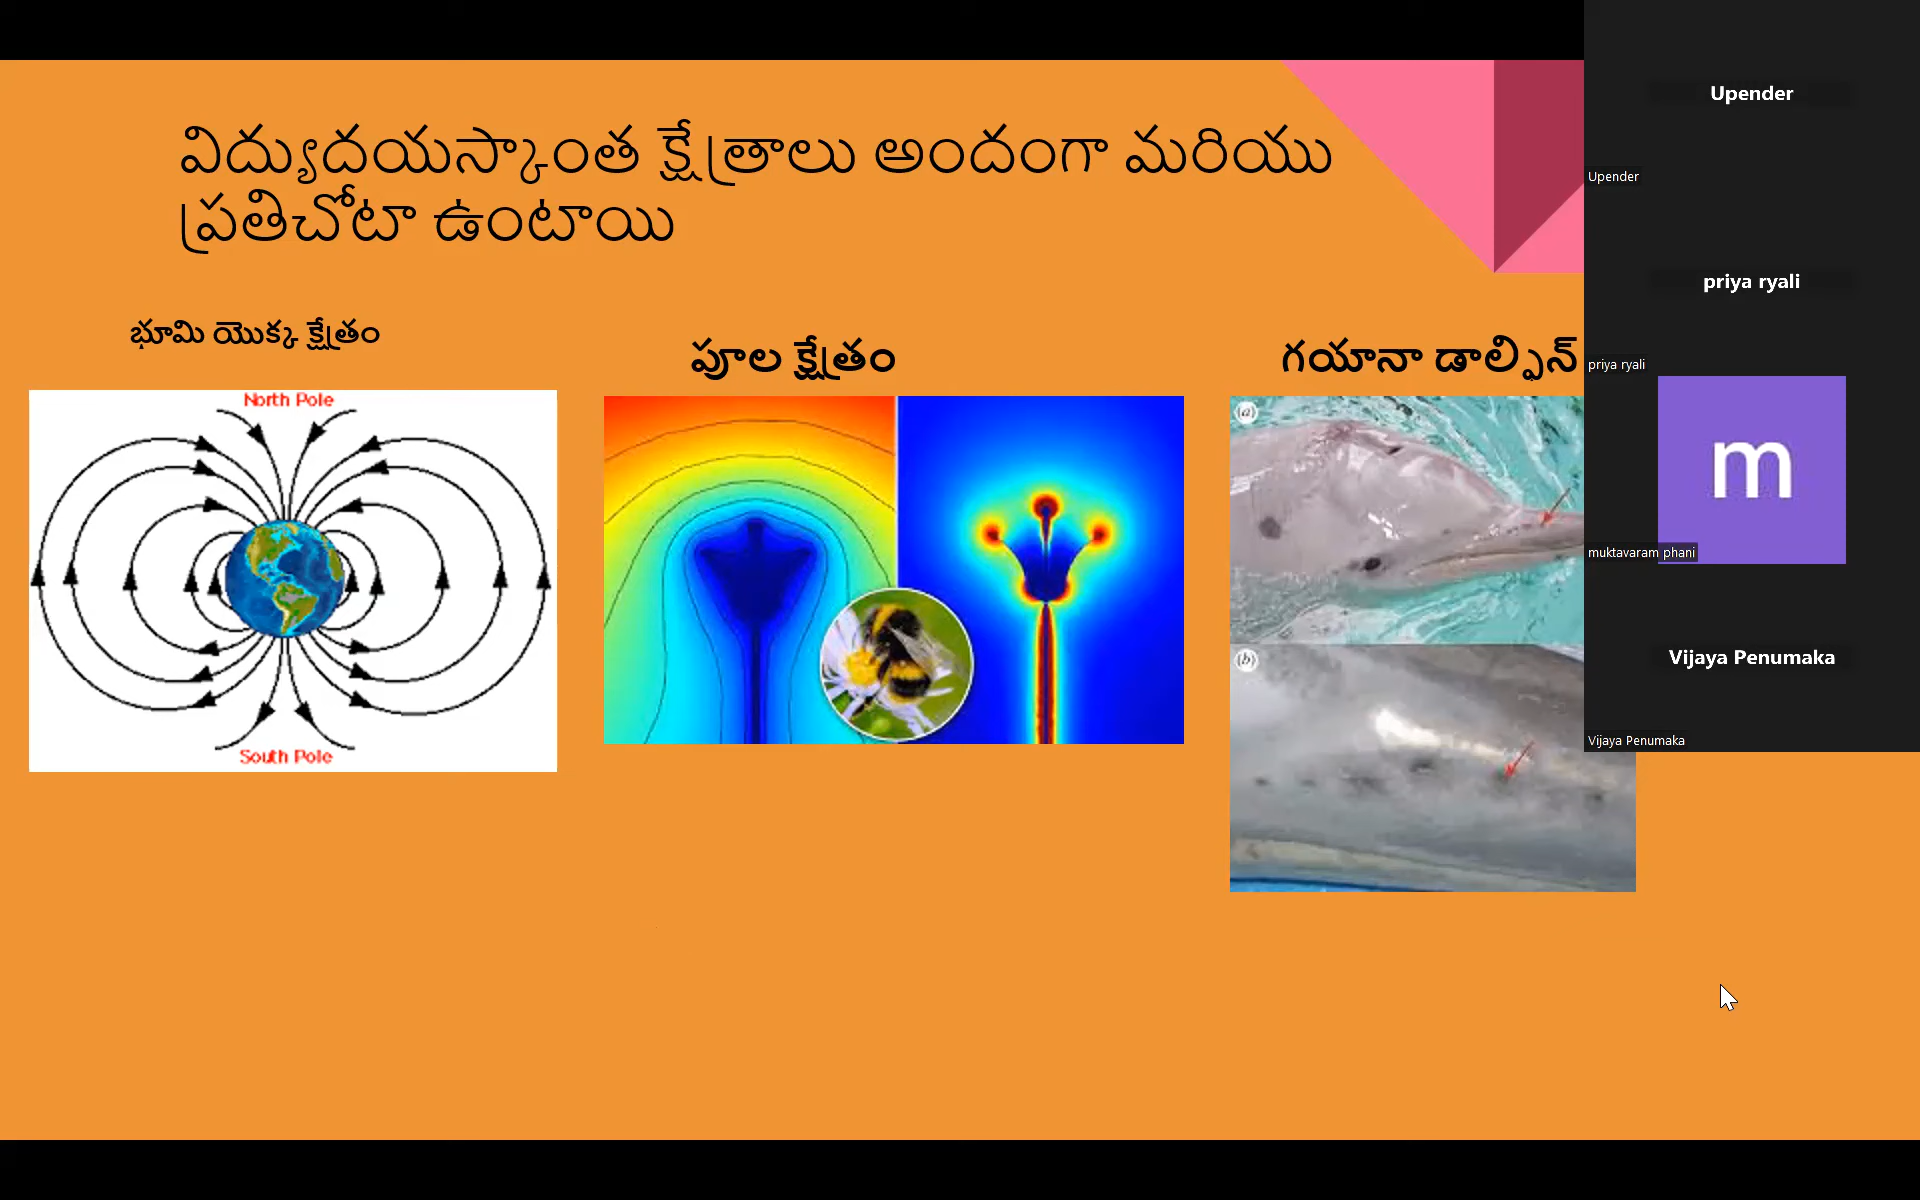 విద్యుదయస్కాంత క్షేత్రాలు అందంగా మరియు
ప్రతిచోటా ఉంటాయి
భూమి యొక్క క్షేత్రం
పూల క్షేత్రం
గయానా డాల్ఫిన్
North Pole
South Pole
(a)
(b)
Upender
Upender
priya ryali
priya ryali
m
muktavaram phani
Vijaya Penumaka
Vijaya Penumaka